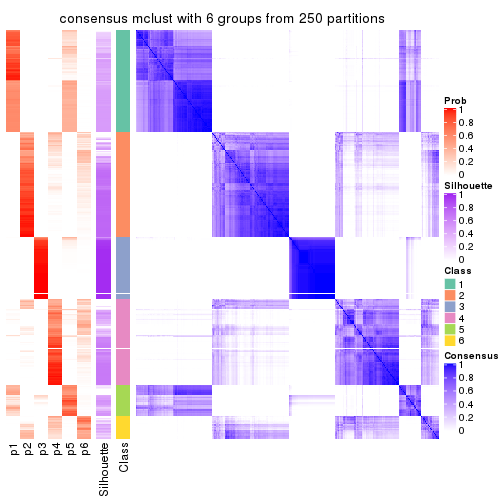 consensus mclust with 6 groups from 250 partitions
Prob
1
0.8
0.6
0.4
0.2
0
Silhouette
1
0.8
0.6
0.4
0.2
0
Class
1
2
3
4
5
6
Consensus
1
0.8
0.6
0.4
0.2
0
p1
p2
p3
p4
p5
p6
Silhouette
Class